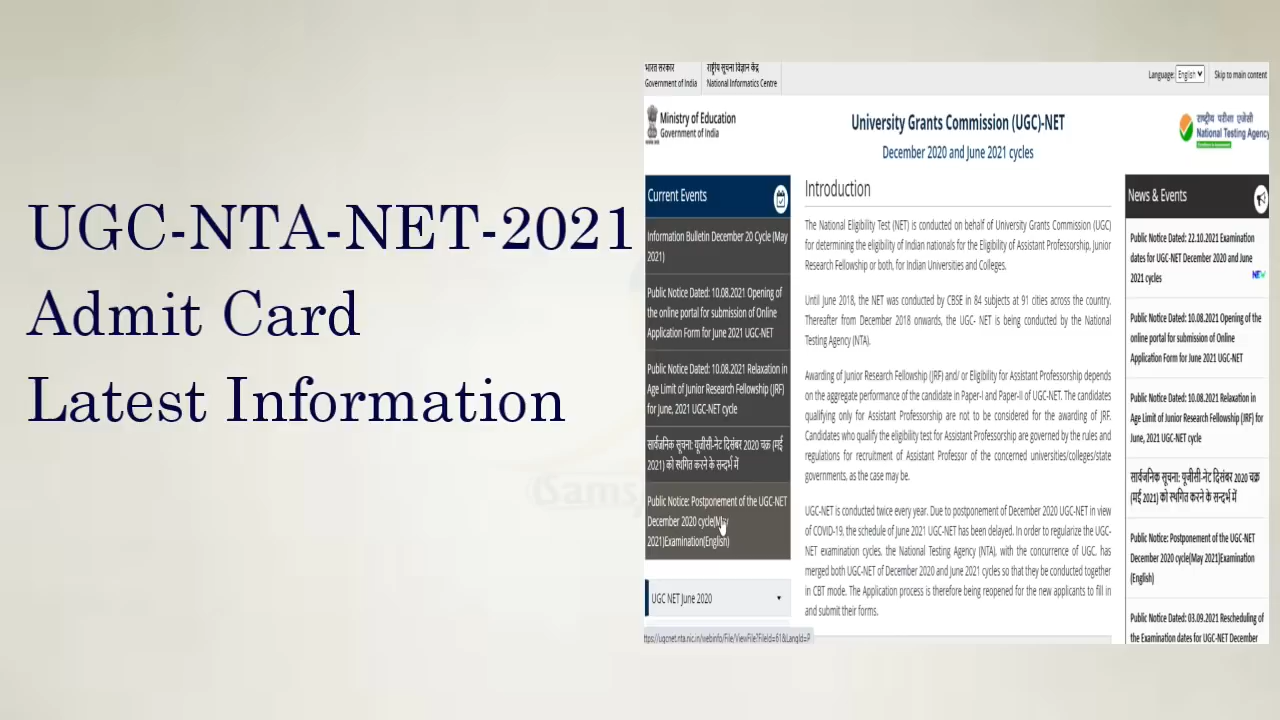 UGC-NTA-NET-2021
Admit Card
Latest Information
भारत सरकार
Government of India
राष्ट्रीय सूचना विज्ञान केंद्र
National Informatics Centre
Language: English
Skip to main content
Ministry of Education
Government of India
University Grants Commission (UGC)-NET
December 2020 and June 2021 cycles
राष्ट्रीय परीक्षा एजेंसी
National Testing Agency
Excellence in Assessment
Current Events
Information Bulletin December 20 Cycle (May
2021)
Public Notice Dated: 10.08.2021 Opening of
the online portal for submission of Online
Application Form for June 2021 UGC-NET
Public Notice Dated: 10.08.2021 Relaxation in
Age Limit of Junior Research Fellowship (JRF)
for June, 2021 UGC-NET cycle
सार्वजनिक सूचना: यूजीसी-नेट दिसंबर 2020 चक्र (मई
2021) को स्थगित करने के सन्दर्भ में
Public Notice: Postponement of the UGC-NET
December 2020 cycle(May
2021)Examination(English)
UGC NET June 2020
https://ugcnet.nta.nic.in/webinfo/File/ViewFile?FileId=61&LangId=P
Introduction
The National Eligibility Test (NET) is conducted on behalf of University Grants Commission (UGC)
for determining the eligibility of Indian nationals for the Eligibility of Assistant Professorship, Junior
Research Fellowship or both, for Indian Universities and Colleges.
Until June 2018, the NET was conducted by CBSE in 84 subjects at 91 cities across the country.
Thereafter from December 2018 onwards, the UGC- NET is being conducted by the National
Testing Agency (NTA).
Awarding of Junior Research Fellowship (JRF) and/ or Eligibility for Assistant Professorship depends
on the aggregate performance of the candidate in Paper-I and Paper-II of UGC-NET. The candidates
qualifying only for Assistant Professorship are not to be considered for the awarding of JRF.
Candidates who qualify the eligibility test for Assistant Professorship are governed by the rules and
regulations for recruitment of Assistant Professor of the concerned universities/colleges/state
governments, as the case may be.
UGC-NET is conducted twice every year. Due to postponement of December 2020 UGC-NET in view
of COVID-19, the schedule of June 2021 UGC-NET has been delayed. In order to regularize the UGC-
NET examination cycles, the National Testing Agency (NTA), with the concurrence of UGC, has
merged both UGC-NET of December 2020 and June 2021 cycles so that they be conducted together
in CBT mode. The Application process is therefore being reopened for the new applicants to fill in
and submit their forms.
News & Events
Public Notice Dated: 22.10.2021 Examination
dates for UGC-NET December 2020 and June
2021 cycles
NEW
Public Notice Dated: 10.08.2021 Opening of the
online portal for submission of Online
Application Form for June 2021 UGC-NET
Public Notice Dated: 10.08.2021 Relaxation in
Age Limit of Junior Research Fellowship (JRF) for
June, 2021 UGC-NET cycle
सार्वजनिक सूचना: यूजीसी-नेट दिसंबर 2020 चक्र
(मई 2021) को स्थगित करने के सन्दर्भ में
Public Notice: Postponement of the UGC-NET
December 2020 cycle(May 2021)Examination
(English)
Public Notice Dated: 03.09.2021 Rescheduling of
the Examination dates for UGC-NET December